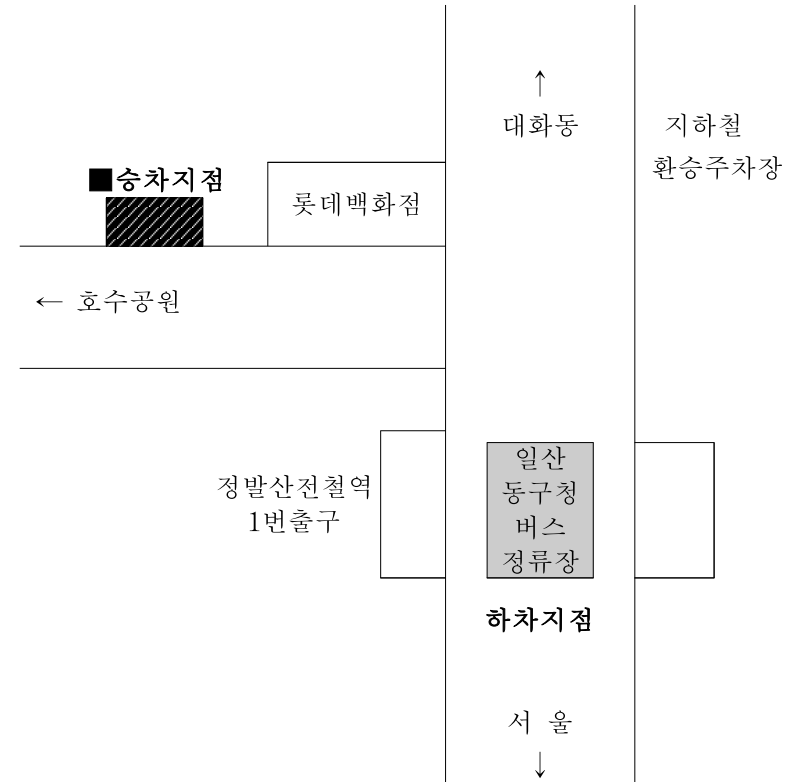 ↑
대화동
지하철
환승주차장
■승차지점
롯데백화점
← 호수공원
정발산전철역
1번출구
일산
동구청
버스
정류장
하차지점
서 울
↓